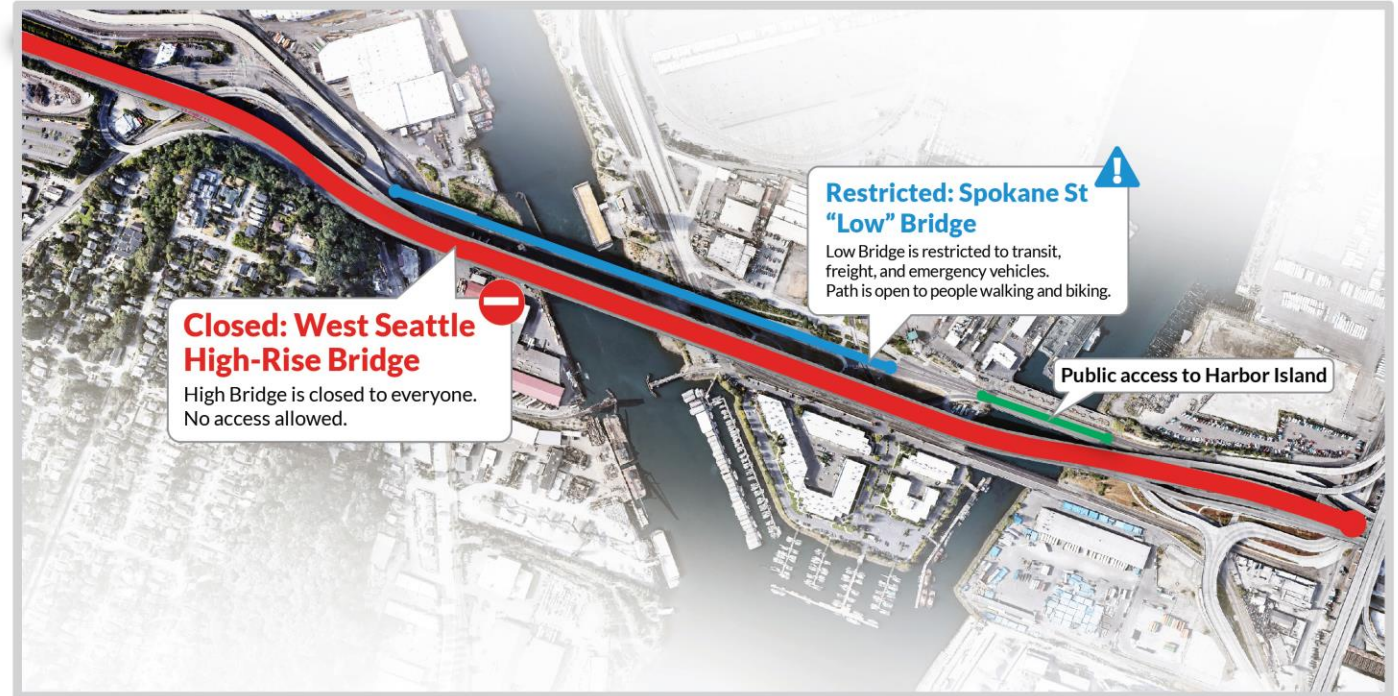 Restricted: Spokane St
“Low” Bridge
Low Bridge is restricted to transit,
freight, and emergency vehicles.
Path is open to people walking and biking.
Closed: West Seattle
High-Rise Bridge
High Bridge is closed to everyone.
No access allowed.
Public access to Harbor Island